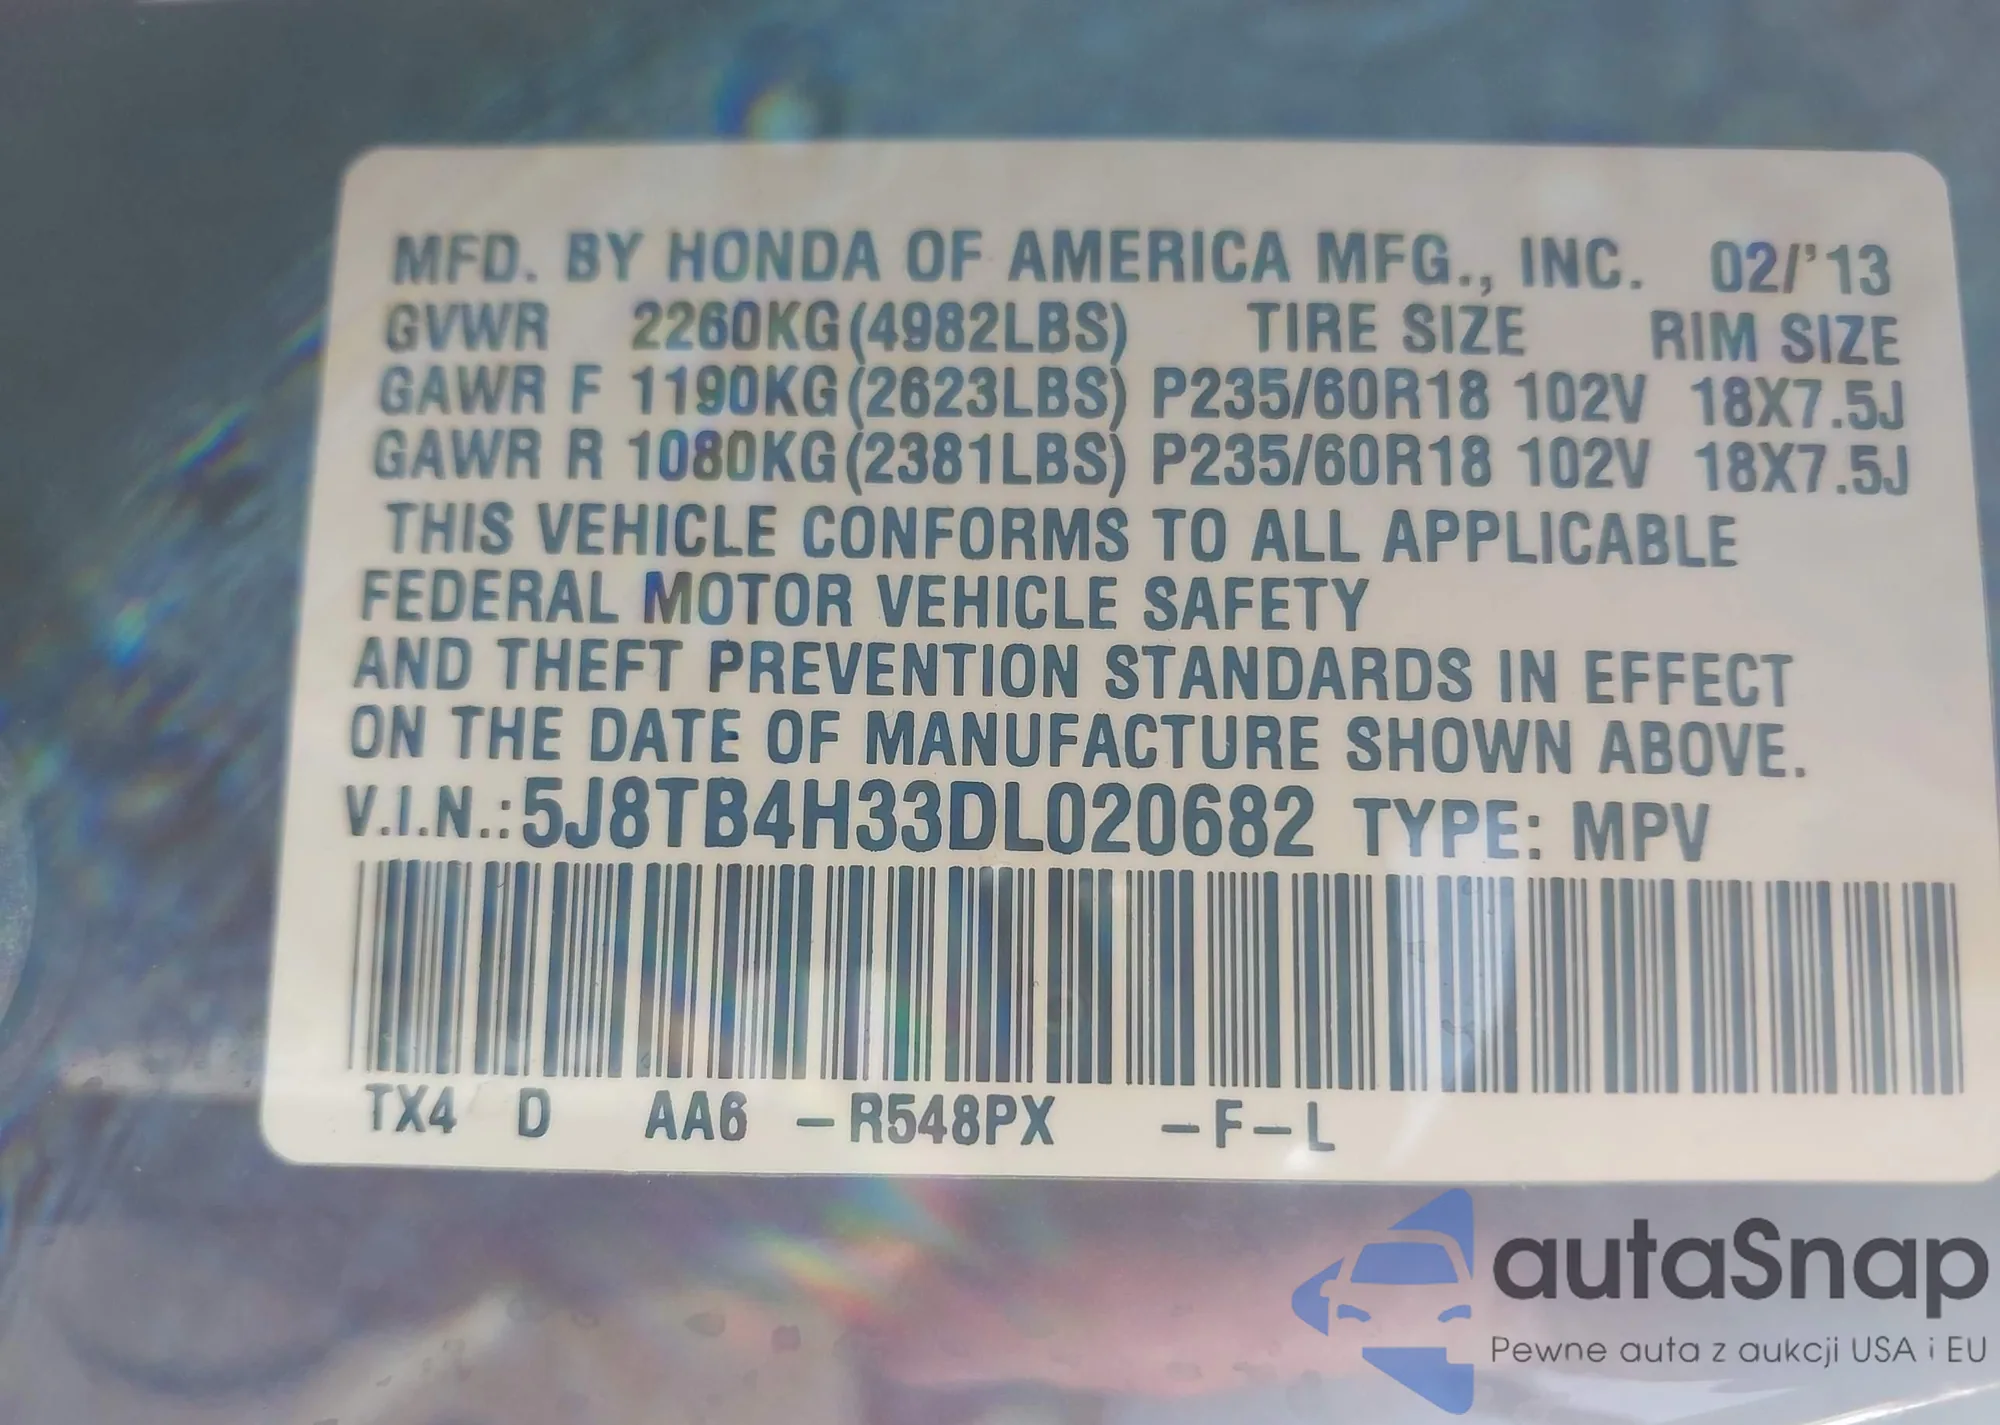 MFD. BY HONDA OF AMERICA MFG., INC. 02/'13
GVWR 2260KG(4982LBS) TIRE SIZE RIM SIZE
GAWR F 1190KG(2623LBS) P235/60R18 102V 18X7.5J
GAWR R 1080KG(2381LBS) P235/60R18 102V 18X7.5J
THIS VEHICLE CONFORMS TO ALL APPLICABLE
FEDERAL MOTOR VEHICLE SAFETY
AND THEFT PREVENTION STANDARDS IN EFFECT
ON THE DATE OF MANUFACTURE SHOWN ABOVE.
V.I.N.:5J8TB4H33DL020682 TYPE: MPV
TX4 D AA6 –R548PX –F–L
autaSnap
Pewne auta z aukcji USA i EU